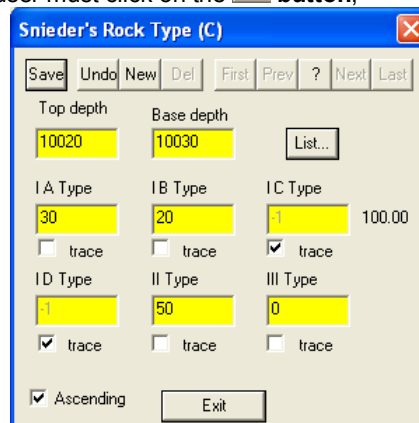 button,
Snieder's Rock Type (C)
Save Undo New Del First Prev ? Next Last
Top depth Base depth
10020 10030 List...
I A Type I B Type I C Type
30 20 -1 100.00
trace trace trace
I D Type II Type III Type
-1 50 0
trace trace trace
Ascending Exit